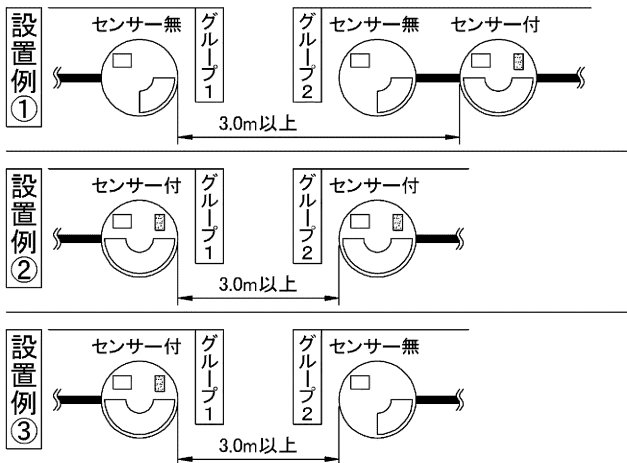 設置例①
センサー無
グループ1
グループ2
センサー無
センサー付
3.0m以上
設置例②
センサー付
グループ1
グループ2
センサー付
3.0m以上
設置例③
センサー付
グループ1
グループ2
センサー無
3.0m以上